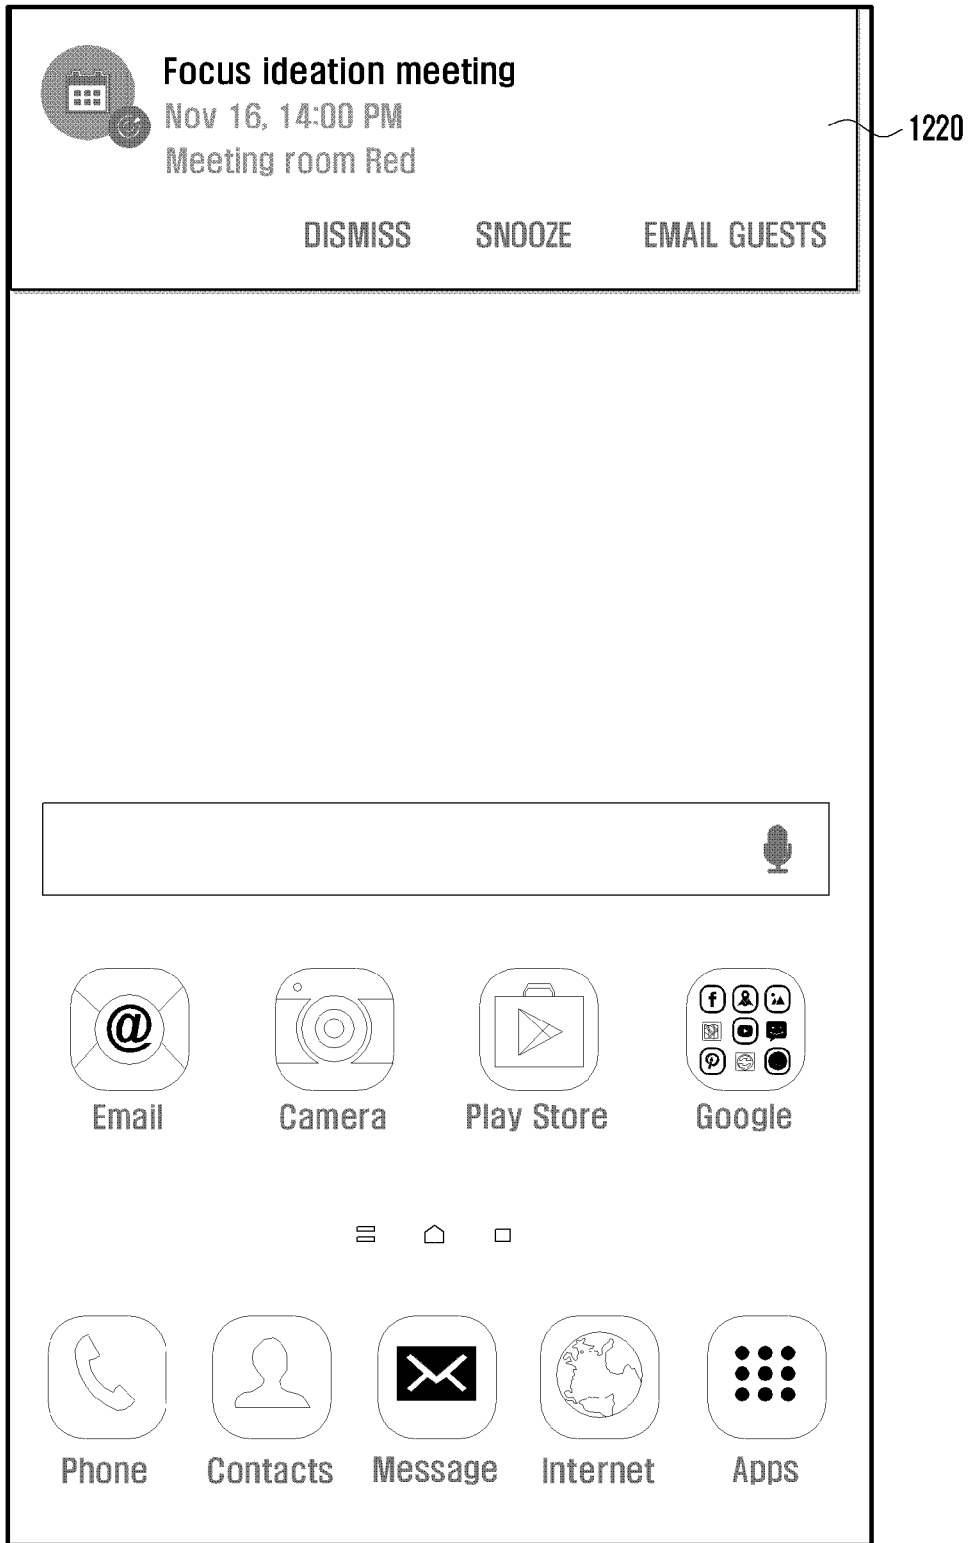 Focus ideation meeting
Nov 16, 14:00 PM
Meeting room Red
1220
DISMISS SNOOZE EMAIL GUESTS
@
Email Camera Play Store Google
Phone Contacts Message Internet Apps